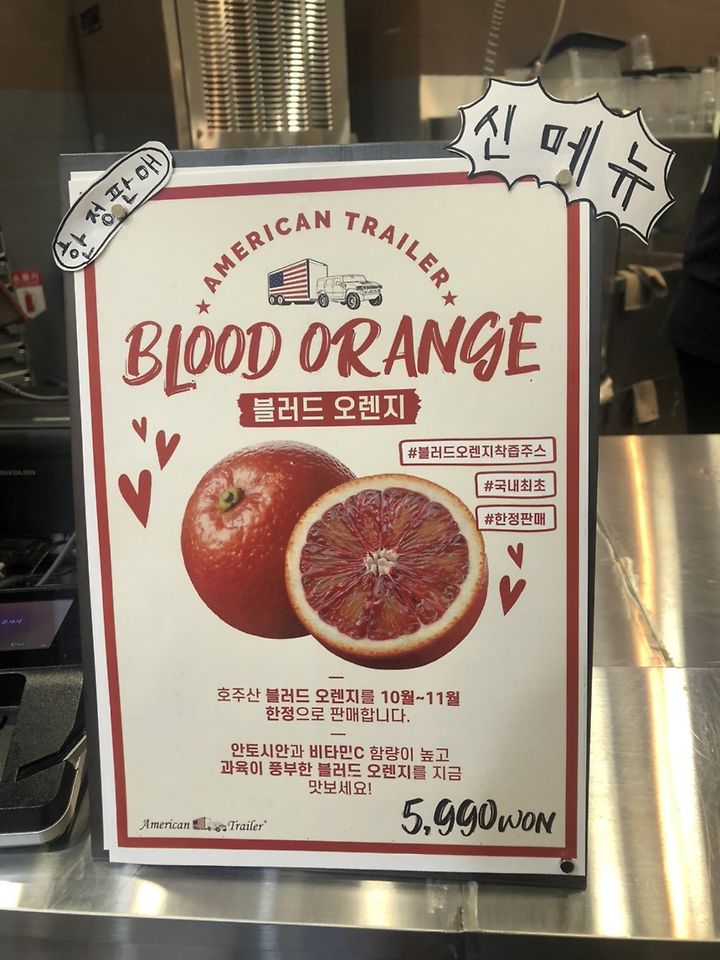 한정판매
신 메뉴
AMERICAN TRAILER
BLOOD ORANGE
블러드 오렌지
#블러드오렌지착즙주스
#국내최초
#한정판매
호주산 블러드 오렌지를 10월~11월
한정으로 판매합니다.
안토시안과 비타민C 함량이 높고
과육이 풍부한 블러드 오렌지를 지금
맛보세요!
5,990WON
American Trailer